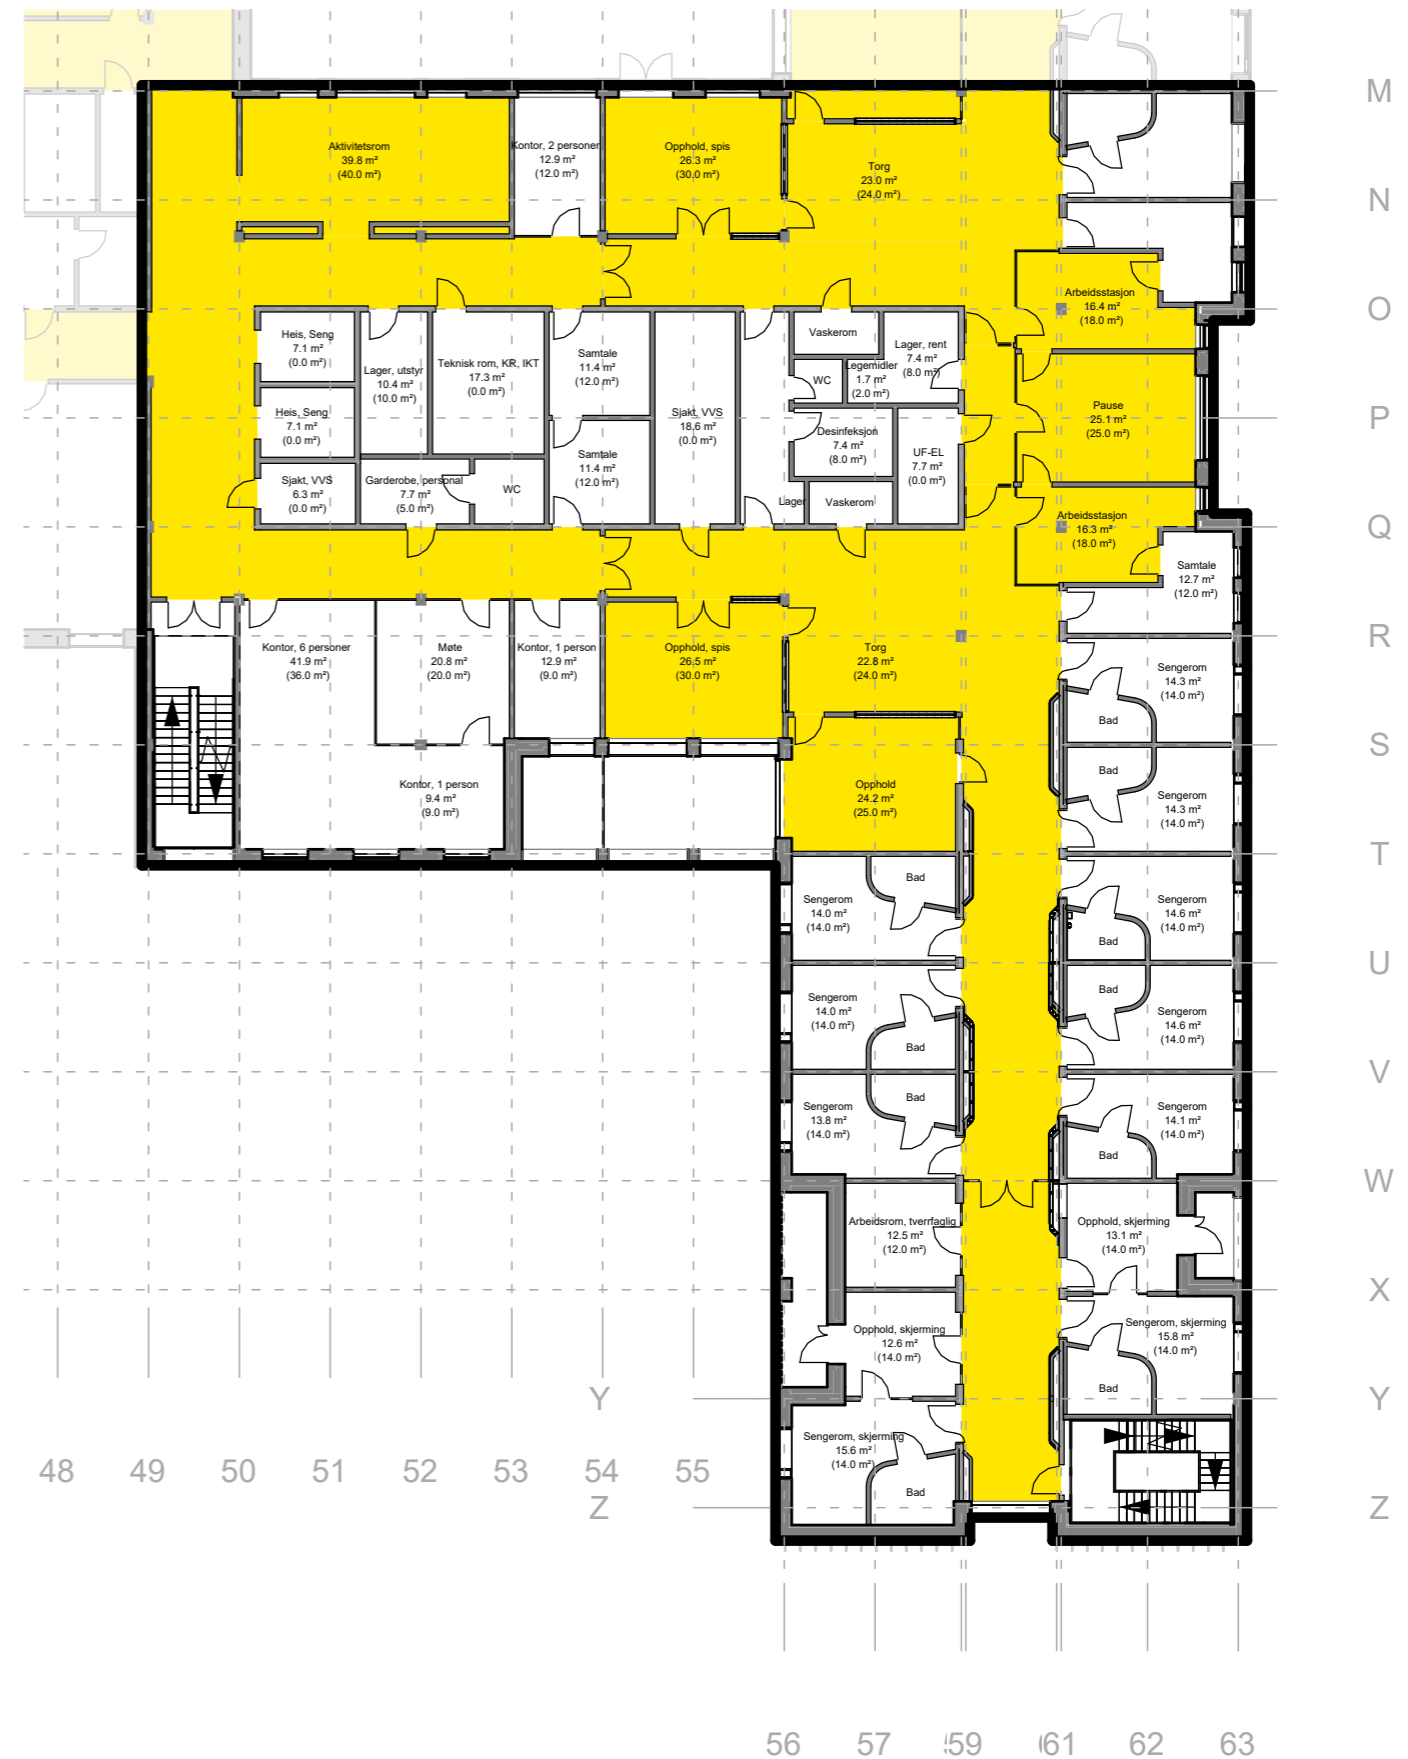 M
N
O
P
Q
R
S
T
U
V
W
X
Y
Z
Aktivitetsrom
39.8 m²
(40.0 m²)
Kontor, 2 personer
12.9 m²
(12.0 m²)
Opphold, spis
26.3 m²
(30.0 m²)
Torg
23.0 m²
(24.0 m²)
Arbeidsstasjon
16.4 m²
(18.0 m²)
Heis, Seng
7.1 m²
(0.0 m²)
Lager, utstyr
10.4 m²
(10.0 m²)
Teknisk rom, KR, IKT
17.3 m²
(0.0 m²)
Samtale
11.4 m²
(12.0 m²)
Vaskerom
Lager, rent
7.4 m²
(8.0 m²)
Legemidler
1.7 m²
(2.0 m²)
WC
Heis, Seng
7.1 m²
(0.0 m²)
Sjakt, VVS
18.6 m²
(0.0 m²)
Pause
25.1 m²
(25.0 m²)
Desinfeksjon
7.4 m²
(8.0 m²)
UF-EL
7.7 m²
(0.0 m²)
Samtale
11.4 m²
(12.0 m²)
Sjakt, VVS
6.3 m²
(0.0 m²)
Garderobe, personal
7.7 m²
(5.0 m²)
WC
Lager
Vaskerom
Arbeidsstasjon
16.3 m²
(18.0 m²)
Samtale
12.7 m²
(12.0 m²)
Kontor, 6 personer
41.9 m²
(36.0 m²)
Møte
20.8 m²
(20.0 m²)
Kontor, 1 person
12.9 m²
(9.0 m²)
Opphold, spis
26.5 m²
(30.0 m²)
Torg
22.8 m²
(24.0 m²)
Sengerom
14.3 m²
(14.0 m²)
Bad
Bad
Kontor, 1 person
9.4 m²
(9.0 m²)
Opphold
24.2 m²
(25.0 m²)
Sengerom
14.3 m²
(14.0 m²)
Bad
Sengerom
14.0 m²
(14.0 m²)
Sengerom
14.6 m²
(14.0 m²)
Bad
Bad
Sengerom
14.0 m²
(14.0 m²)
Sengerom
14.6 m²
(14.0 m²)
Bad
Bad
Sengerom
13.8 m²
(14.0 m²)
Sengerom
14.1 m²
(14.0 m²)
Bad
Arbeidsrom, tverrfaglig
12.5 m²
(12.0 m²)
Opphold, skjerming
13.1 m²
(14.0 m²)
Opphold, skjerming
12.6 m²
(14.0 m²)
Sengerom, skjerming
15.8 m²
(14.0 m²)
Bad
Sengerom, skjerming
15.6 m²
(14.0 m²)
Bad
Y
48 49 50 51 52 53 54 55
Z
56 57 59 61 62 63